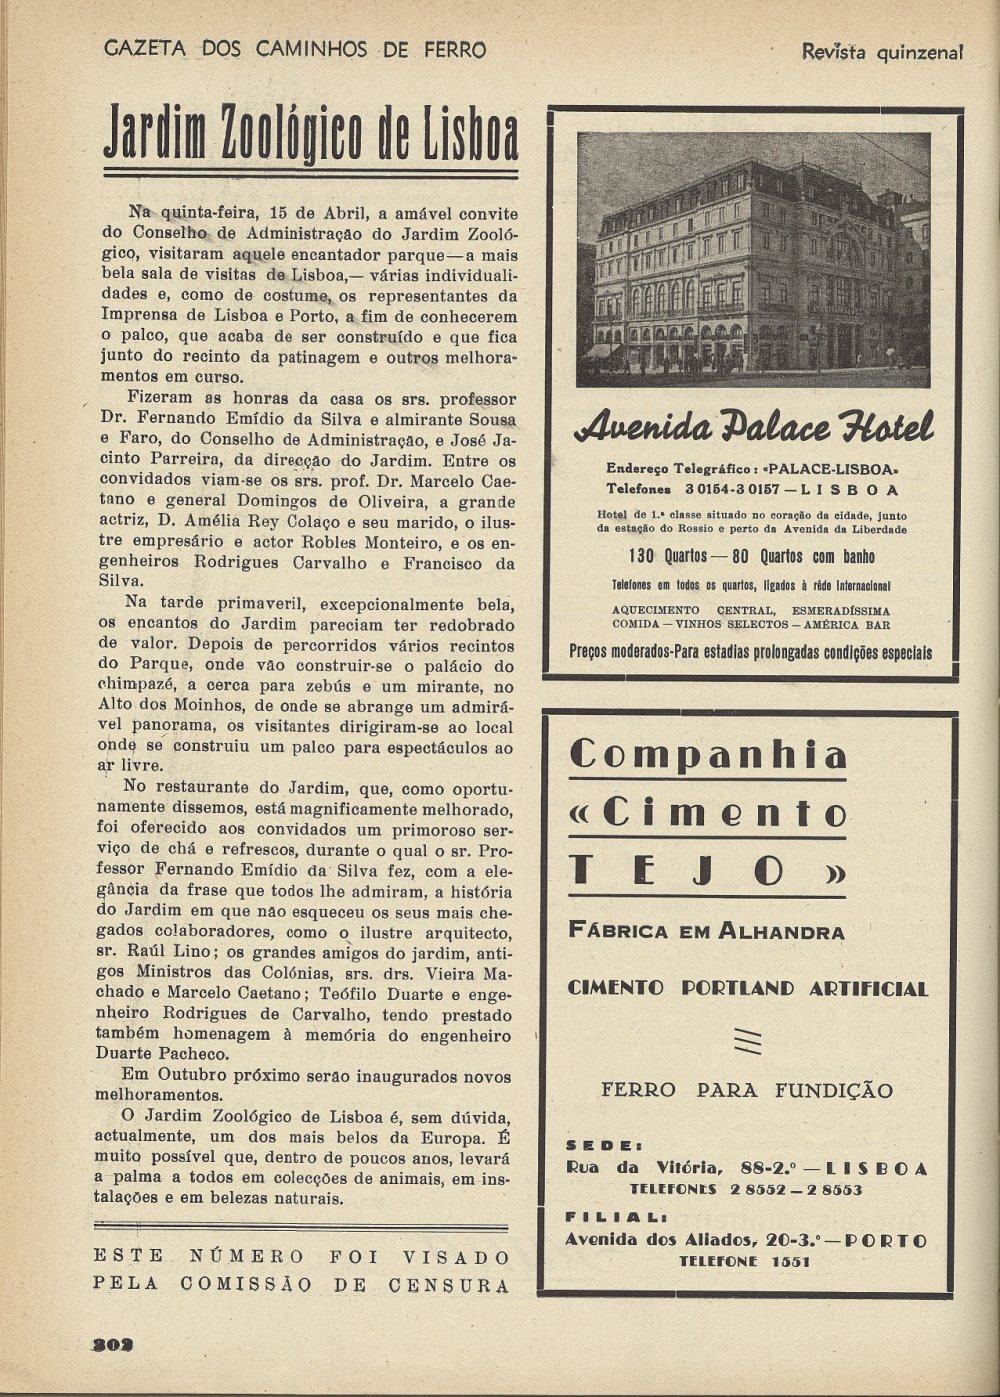 GAZETA DOS CAMINHOS DE FERRO
Revista quinzenal
Jardim Zoológico de Lisboa
Na quinta-feira, 15 de Abril, a amável convite
do Conselho de Administração do Jardim Zooló-
gico, visitaram aquele encantador parque—a mais
bela sala de visitas de Lisboa,— várias individuali-
dades e, como de costume, os representantes da
Imprensa de Lisboa e Porto, a fim de conhecerem
o palco, que acaba de ser construído e que fica
junto do recinto da patinagem e outros melhora-
mentos em curso.
Fizeram as honras da casa os srs. professor
Dr. Fernando Emídio da Silva e almirante Sousa
e Faro, do Conselho de Administração, e José Ja-
cinto Parreira, da direcção do Jardim. Entre os
convidados viam-se os srs. prof. Dr. Marcelo Cae-
tano e general Domingos de Oliveira, a grande
actriz, D. Amélia Rey Colaço e seu marido, o ilus-
tre empresário e actor Robles Monteiro, e os en-
genheiros Rodrigues Carvalho e Francisco da
Silva.
Na tarde primaveril, excepcionalmente bela,
os encantos do Jardim pareciam ter redobrado
de valor. Depois de percorridos vários recintos
do Parque, onde vão construir-se o palácio do
chimpazé, a cerca para zebús e um mirante, no
Alto dos Moinhos, de onde se abrange um admirá-
vel panorama, os visitantes dirigiram-se ao local
onde se construiu um palco para espectáculos ao
ar livre.
No restaurante do Jardim, que, como oportu-
namente dissemos, está magnificamente melhorado,
foi oferecido aos convidados um primoroso ser-
viço de chá e refrescos, durante o qual o sr. Pro-
fessor Fernando Emídio da Silva fez, com a ele-
gância da frase que todos lhe admiram, a história
do Jardim em que não esqueceu os seus mais che-
gados colaboradores, como o ilustre arquitecto,
sr. Raúl Lino; os grandes amigos do jardim, anti-
gos Ministros das Colónias, srs. drs. Vieira Ma-
chado e Marcelo Caetano; Teófilo Duarte e enge-
nheiro Rodrigues de Carvalho, tendo prestado
também homenagem à memória do engenheiro
Duarte Pacheco.
Em Outubro próximo serão inaugurados novos
melhoramentos.
O Jardim Zoológico de Lisboa é, sem dúvida,
actualmente, um dos mais belos da Europa. É
muito possível que, dentro de poucos anos, levará
a palma a todos em colecções de animais, em ins-
talações e em belezas naturais.
ESTE NÚMERO FOI VISADO
PELA COMISSÃO DE CENSURA
202
Avenida Palace Hotel
Endereço Telegráfico: «PALACE-LISBOA»
Telefones 3 0154-3 0157 — LISBOA
Hotel de 1.ª classe situado no coração da cidade, junto
da estação do Rossio e perto da Avenida da Liberdade
130 Quartos — 80 Quartos com banho
Telefones em todos os quartos, ligados à rêde Internacional
AQUECIMENTO CENTRAL, ESMERADÍSSIMA
COMIDA — VINHOS SELECTOS — AMÉRICA BAR
Preços moderados-Para estadias prolongadas condições especiais
Companhia
«Cimento
TEJO»
FÁBRICA EM ALHANDRA
CIMENTO PORTLAND ARTIFICIAL
FERRO PARA FUNDIÇÃO
SEDE:
Rua da Vitória, 88-2.º — LISBOA
TELEFONES 2 8552 — 2 8553
FILIAL:
Avenida dos Aliados, 20-3.º — PORTO
TELEFONE 1551